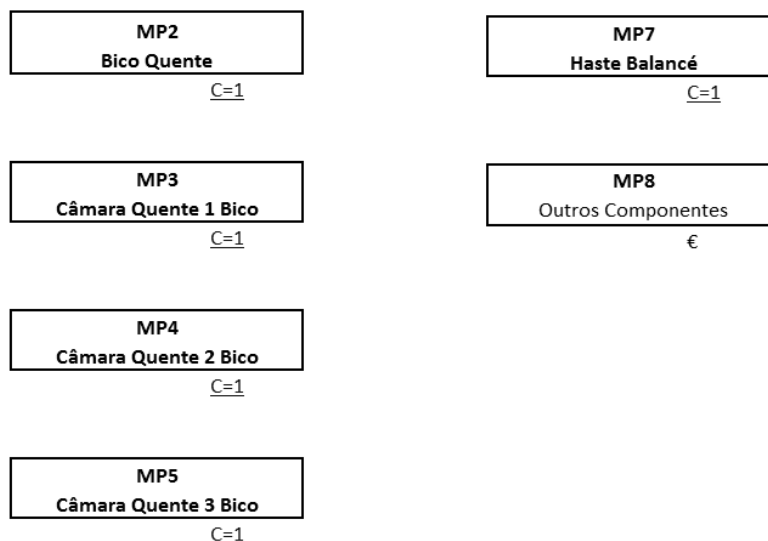 MP2
Bico Quente
C=1
MP3
Câmara Quente 1 Bico
C=1
MP4
Câmara Quente 2 Bico
C=1
MP5
Câmara Quente 3 Bico
C=1
MP7
Haste Balancé
C=1
MP8
Outros Componentes
€